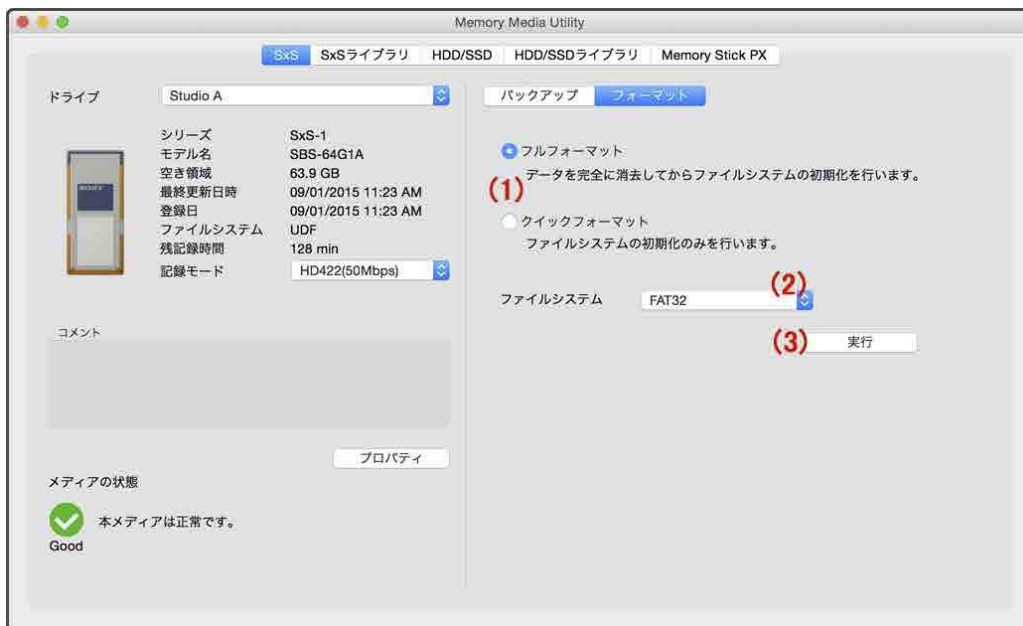 Memory Media Utility
SxS SxSライブラリ HDD/SSD HDD/SSDライブラリ Memory Stick PX
ドライブ Studio A
シリーズ SxS-1
モデル名 SBS-64G1A
空き領域 63.9 GB
最終更新日時 09/01/2015 11:23 AM
登録日 09/01/2015 11:23 AM
ファイルシステム UDF
残記録時間 128 min
記録モード HD422(50Mbps)
SONY
コメント
プロパティ
メディアの状態
本メディアは正常です。
Good
バックアップ フォーマット
フルフォーマット
データを完全に消去してからファイルシステムの初期化を行います。
(1)
クイックフォーマット
ファイルシステムの初期化のみを行います。
(2)
ファイルシステム FAT32
(3) 実行